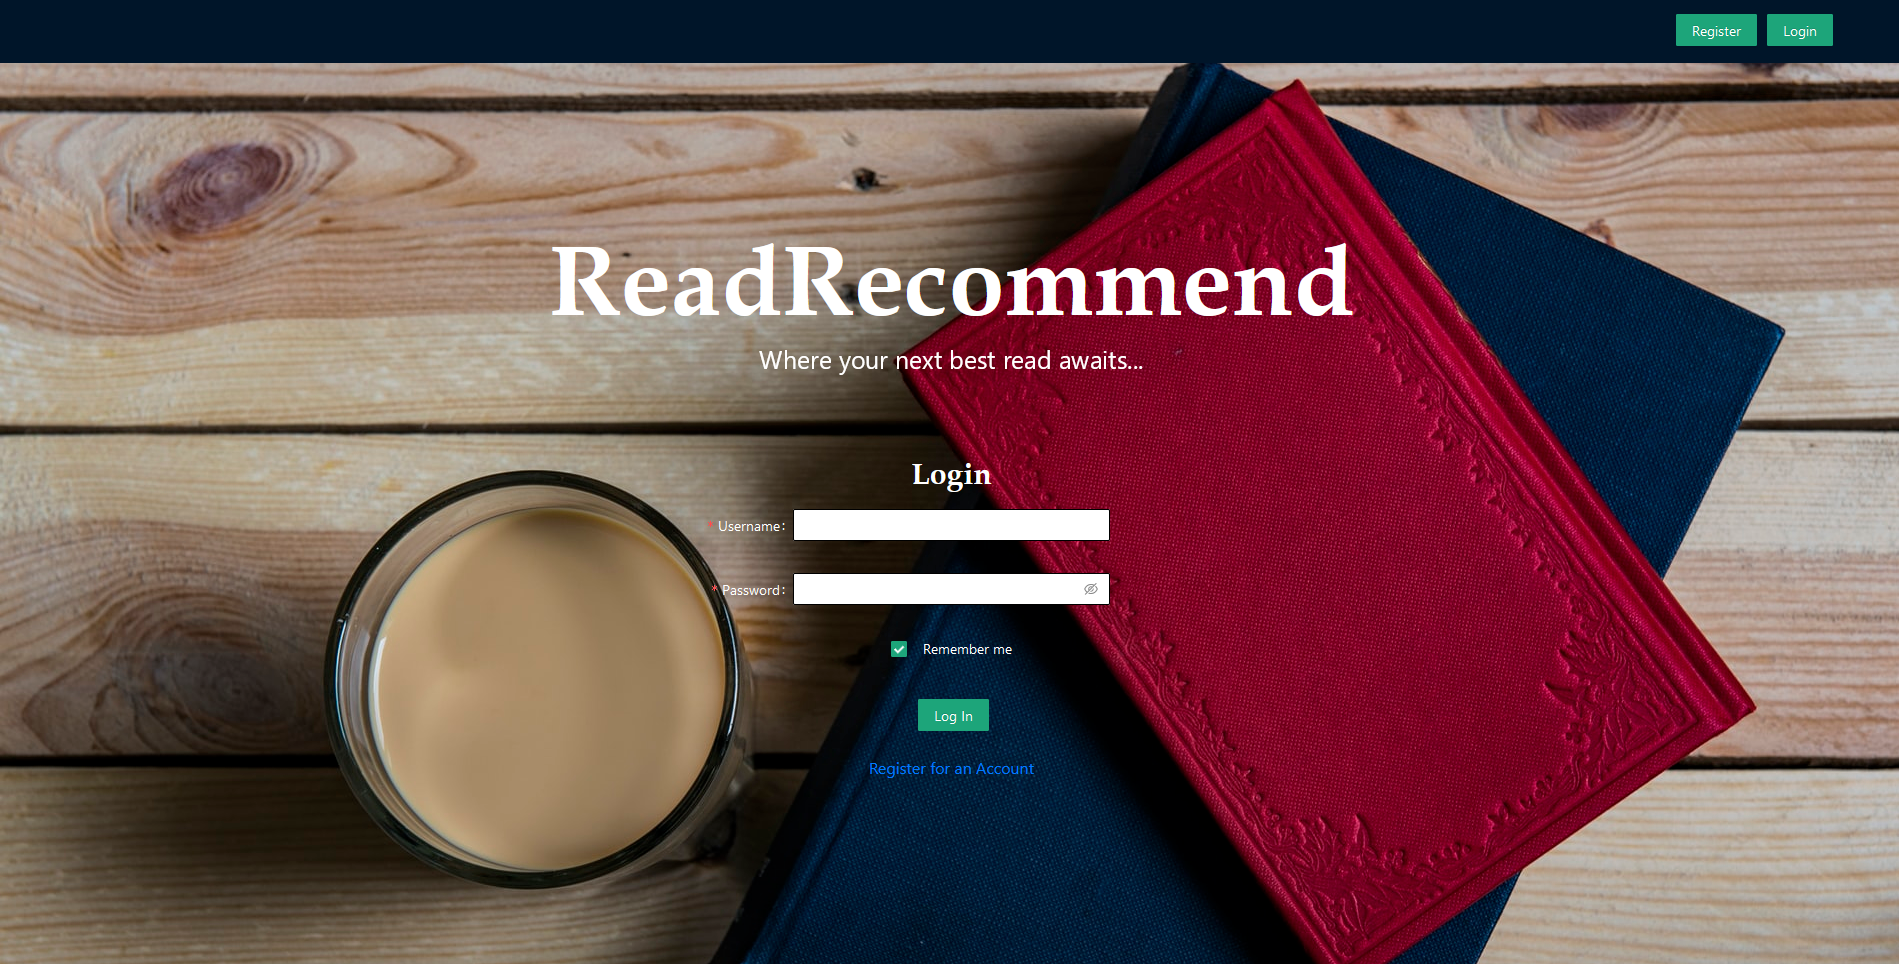 Register Login
ReadRecommend
Where your next best read awaits...
Login
* Username:
* Password:
Remember me
Log In
Register for an Account